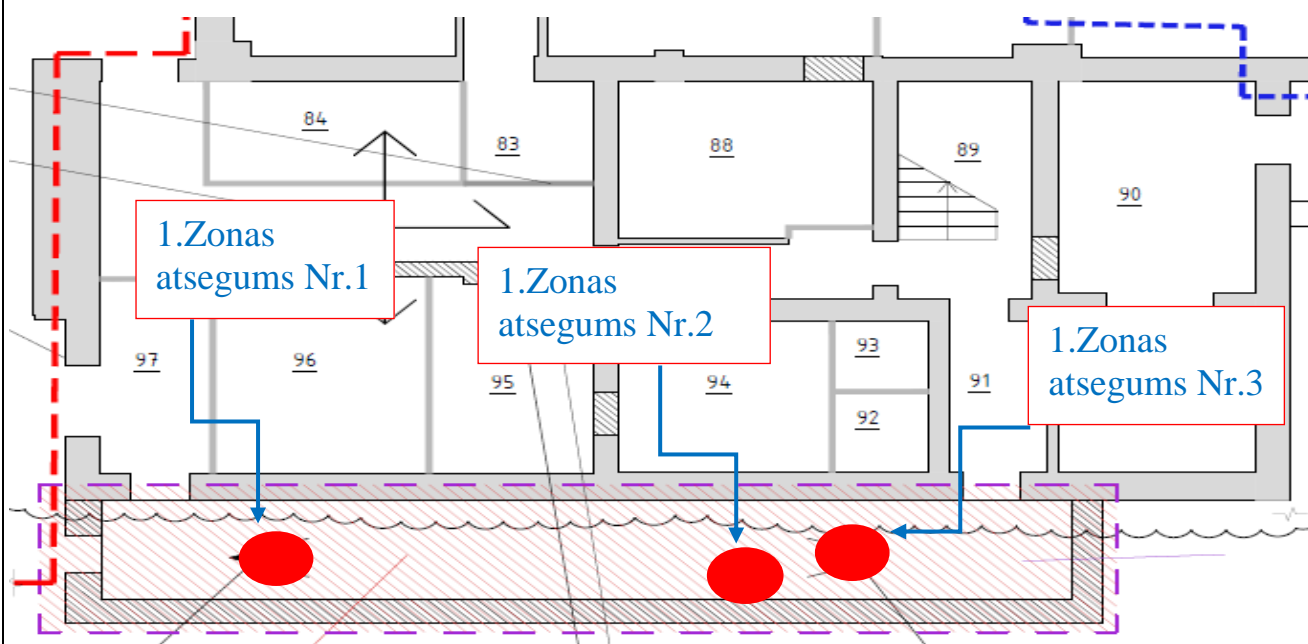 84
83
88
89
90
1.Zonas
atsegums Nr.1
1.Zonas
atsegums Nr.2
1.Zonas
atsegums Nr.3
97
96
95
94
93
92
91